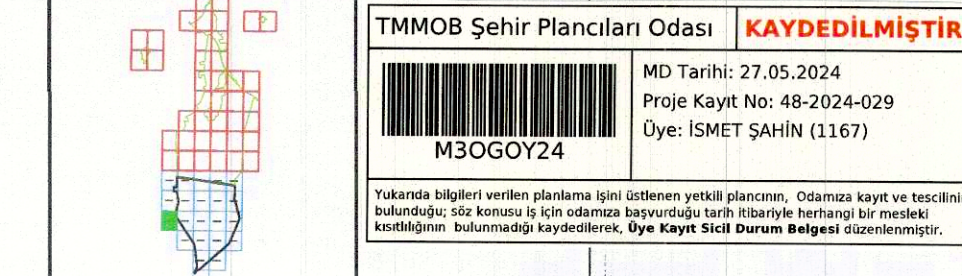 TMMOB Şehir Plancıları Odası
KAYDEDİLMİŞTİR
MD Tarihi: 27.05.2024
Proje Kayıt No: 48-2024-029
Üye: İSMET ŞAHİN (1167)
M3OGOY24
Yukarıda bilgileri verilen planlama işini üstlenen yetkili plancının, Odamıza kayıt ve tescilini
bulunduğu; söz konusu iş için odamıza başvurduğu tarih itibariyle herhangi bir mesleki
kısıtlılığının bulunmadığı kaydedilerek, Üye Kayıt Sicil Durum Belgesi düzenlenmiştir.